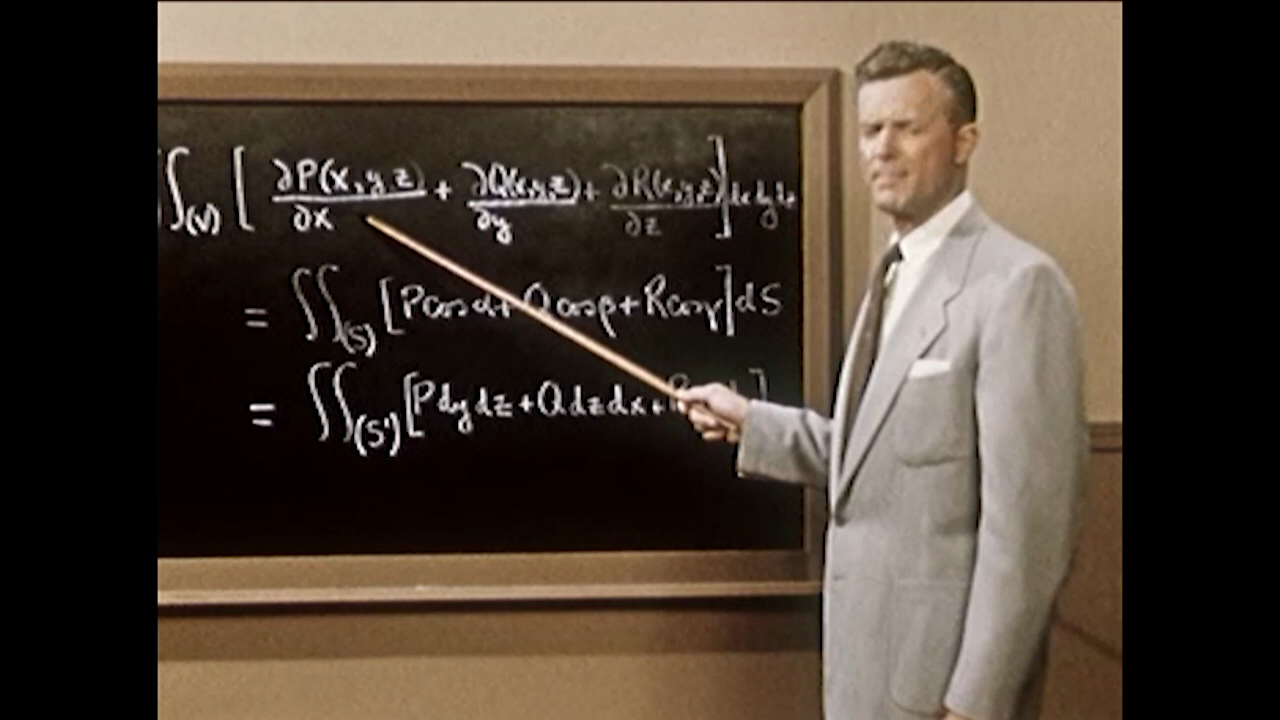 ∫∫_(V) [ ∂P(x,y,z)/∂x + ∂Q(x,y,z)/∂y + ∂R(x,y,z)/∂z ] dx dy dz
= ∫∫_(S) [P cos α + Q cos β + R cos γ] dS
= ∫∫_(S') [P dy dz + Q dz dx + ]